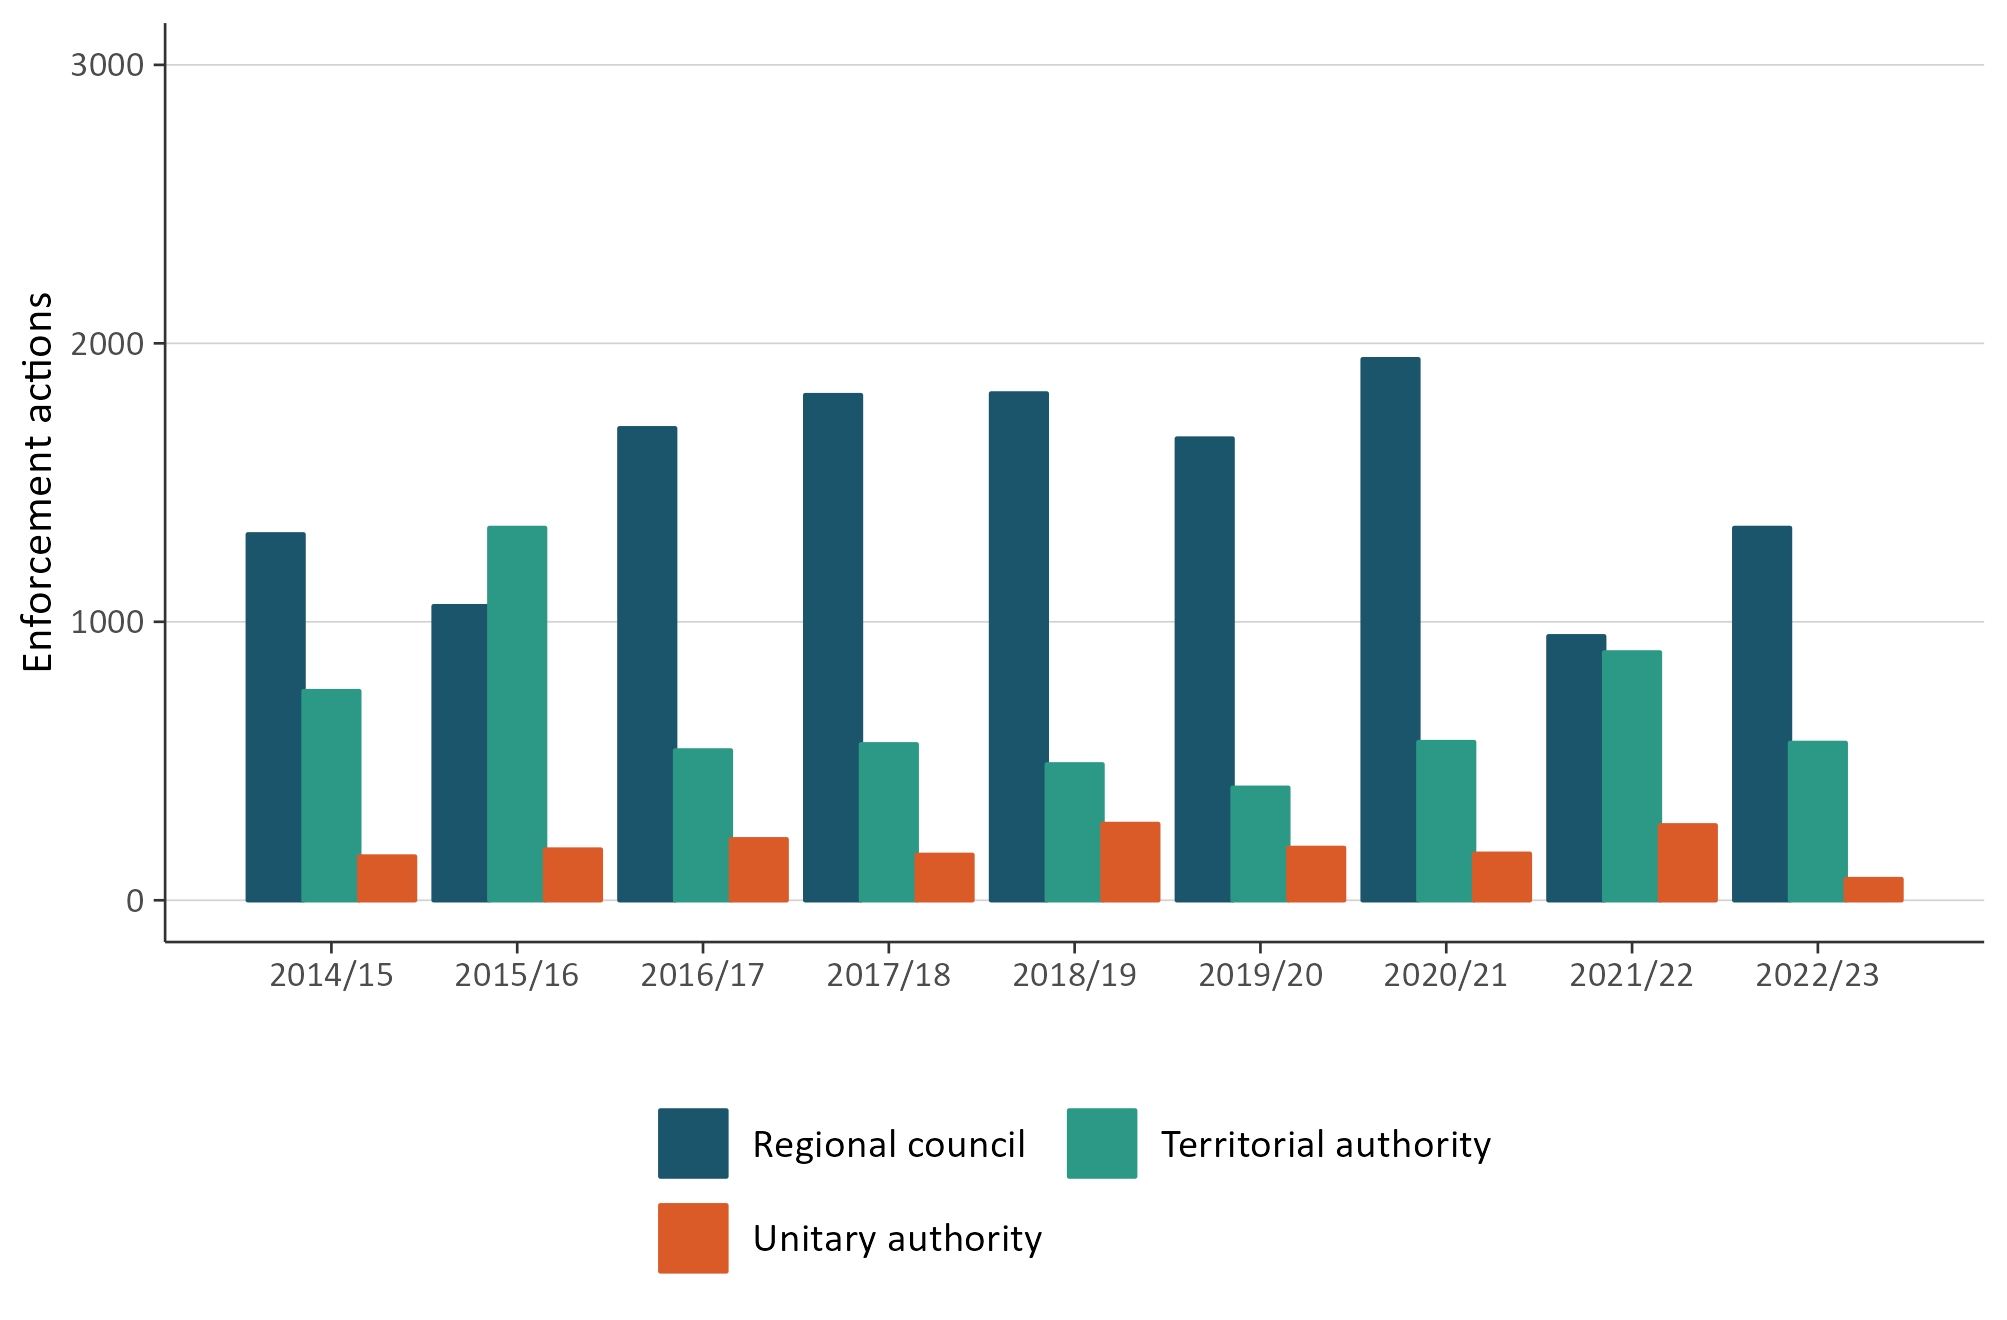 Enforcement actions
3000
2000
1000
0
2014/15 2015/16 2016/17 2017/18 2018/19 2019/20 2020/21 2021/22 2022/23
Regional council Territorial authority
Unitary authority